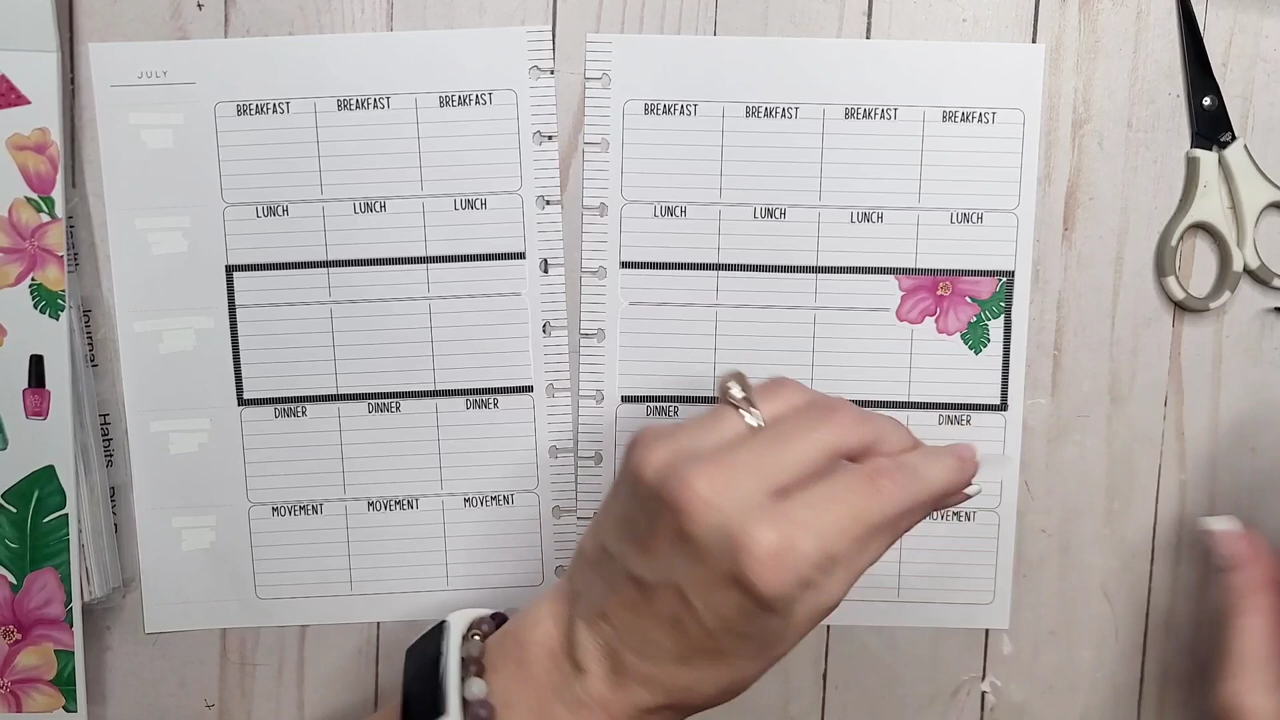 JULY
BREAKFAST BREAKFAST BREAKFAST
LUNCH LUNCH LUNCH
DINNER DINNER DINNER
MOVEMENT MOVEMENT MOVEMENT
BREAKFAST BREAKFAST BREAKFAST BREAKFAST
LUNCH LUNCH LUNCH LUNCH
DINNER DINNER
MOVEMENT
Health
Journal
Habits